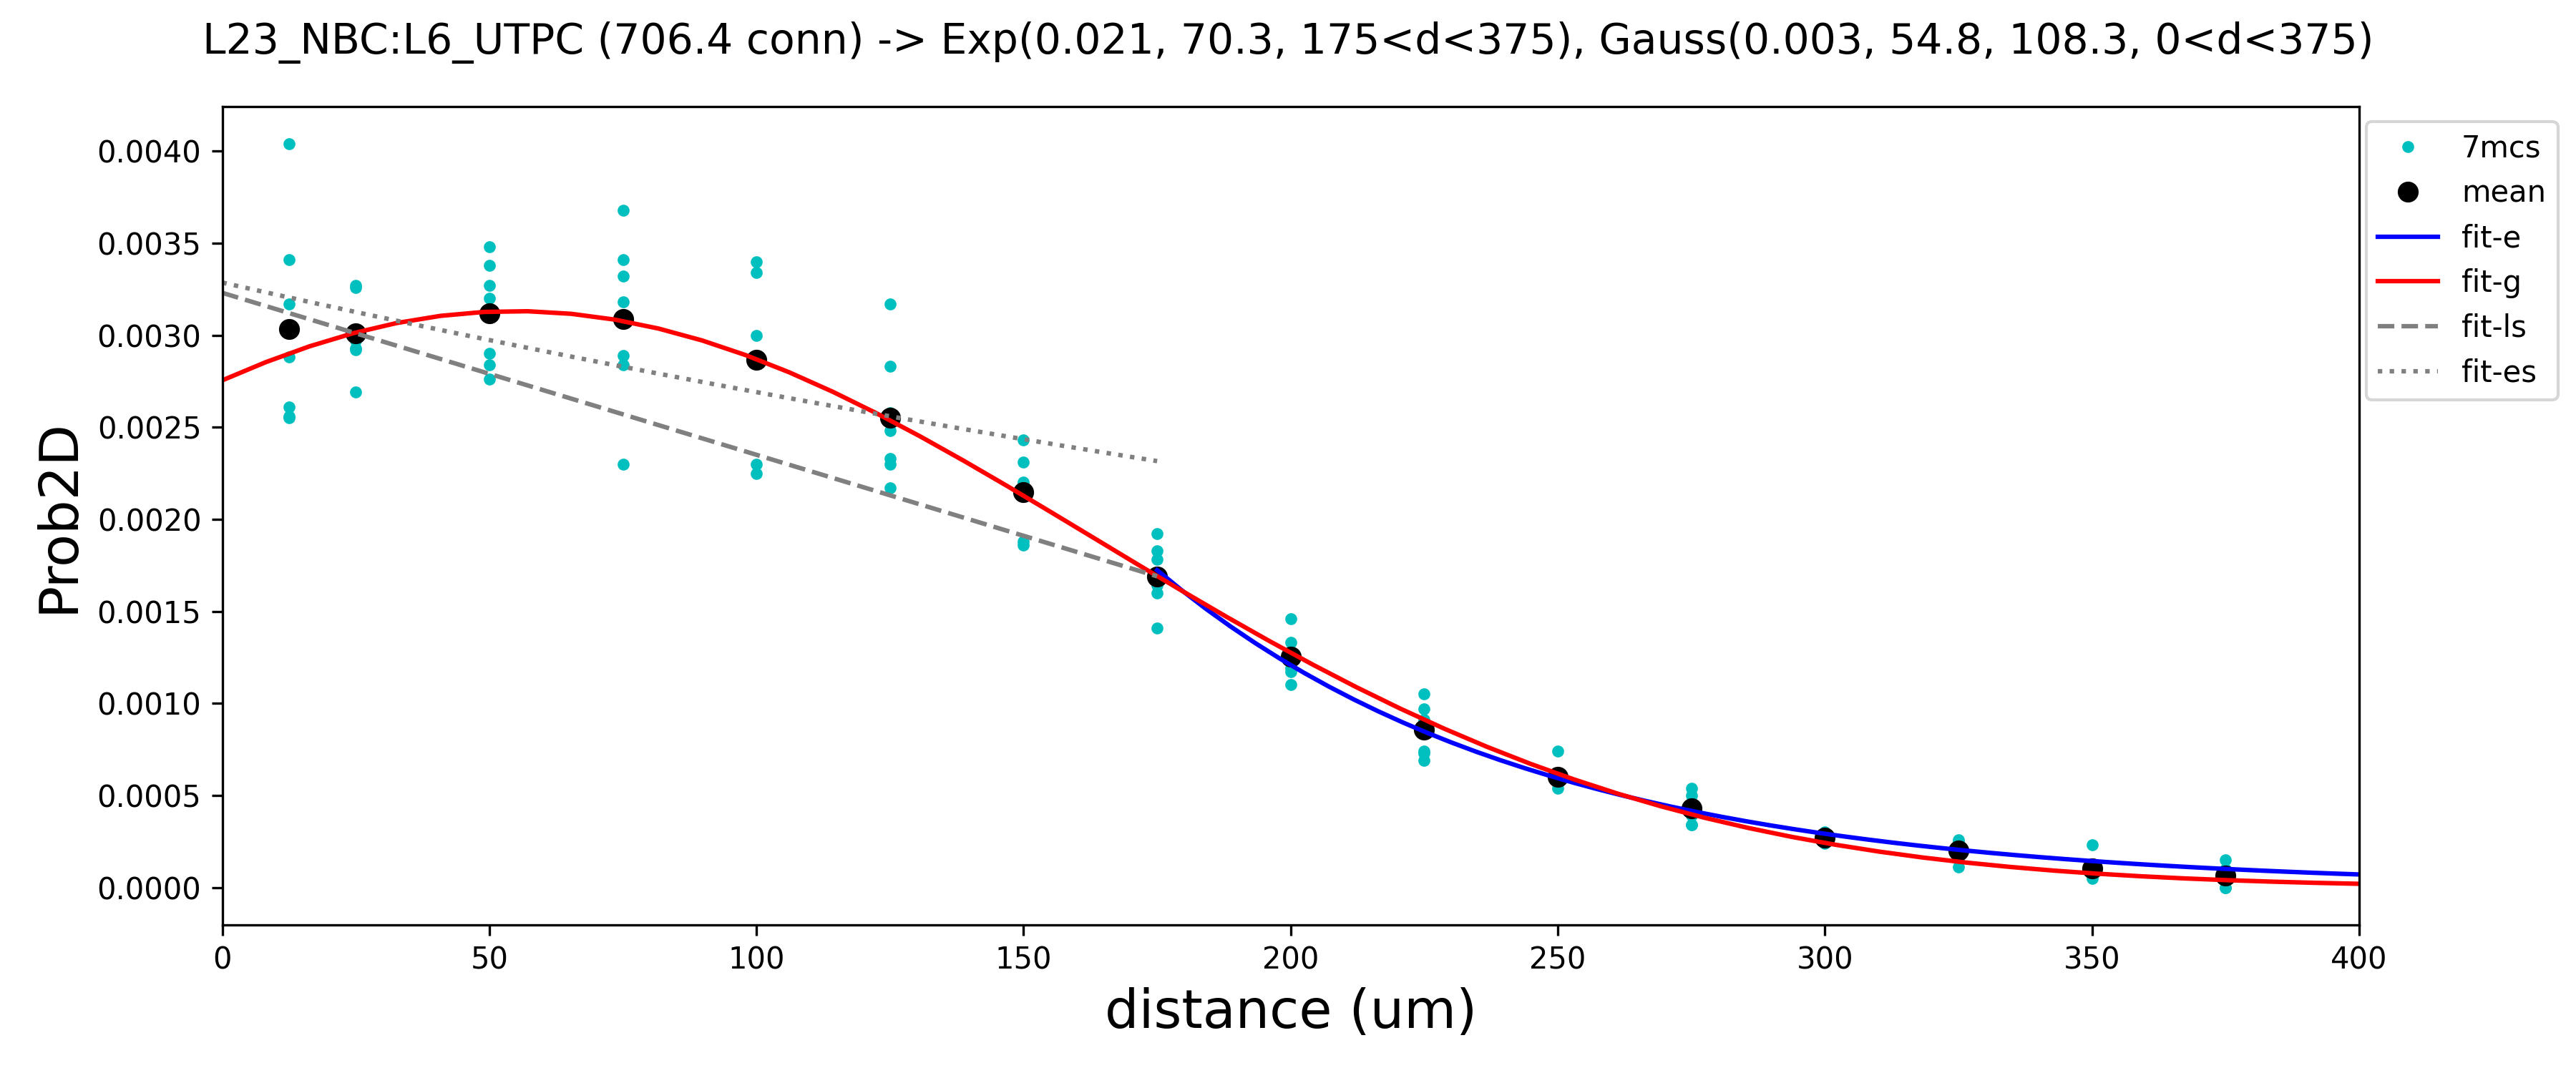 L23_NBC:L6_UTPC (706.4 conn) -> Exp(0.021, 70.3, 175<d<375), Gauss(0.003, 54.8, 108.3, 0<d<375)
0.0040
0.0035
0.0030
0.0025
0.0020
0.0015
0.0010
0.0005
0.0000
Prob2D
0 50 100 150 200 250 300 350 400
distance (um)
7mcs
mean
fit-e
fit-g
fit-ls
fit-es